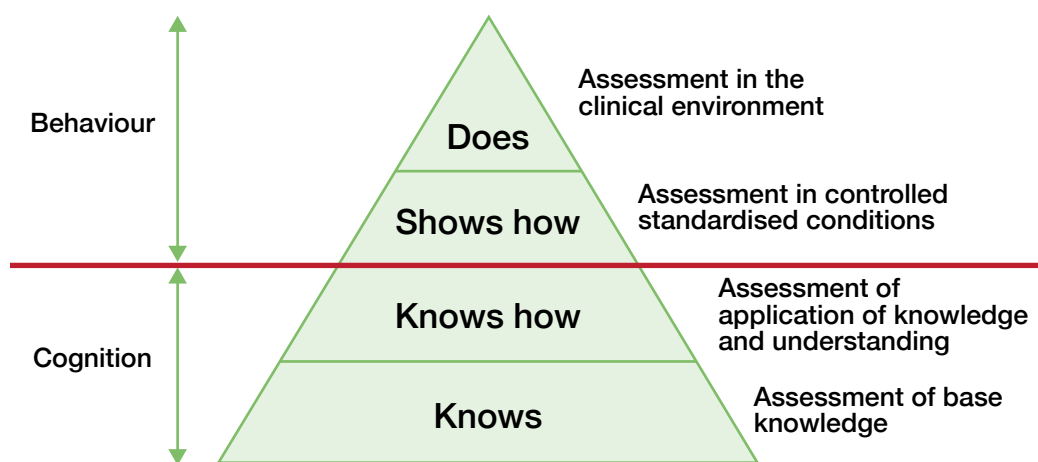 Assessment in the
clinical environment
Behaviour
Does
Assessment in controlled
standardised conditions
Shows how
Assessment of
application of knowledge
and understanding
Knows how
Cognition
Assessment of base
knowledge
Knows